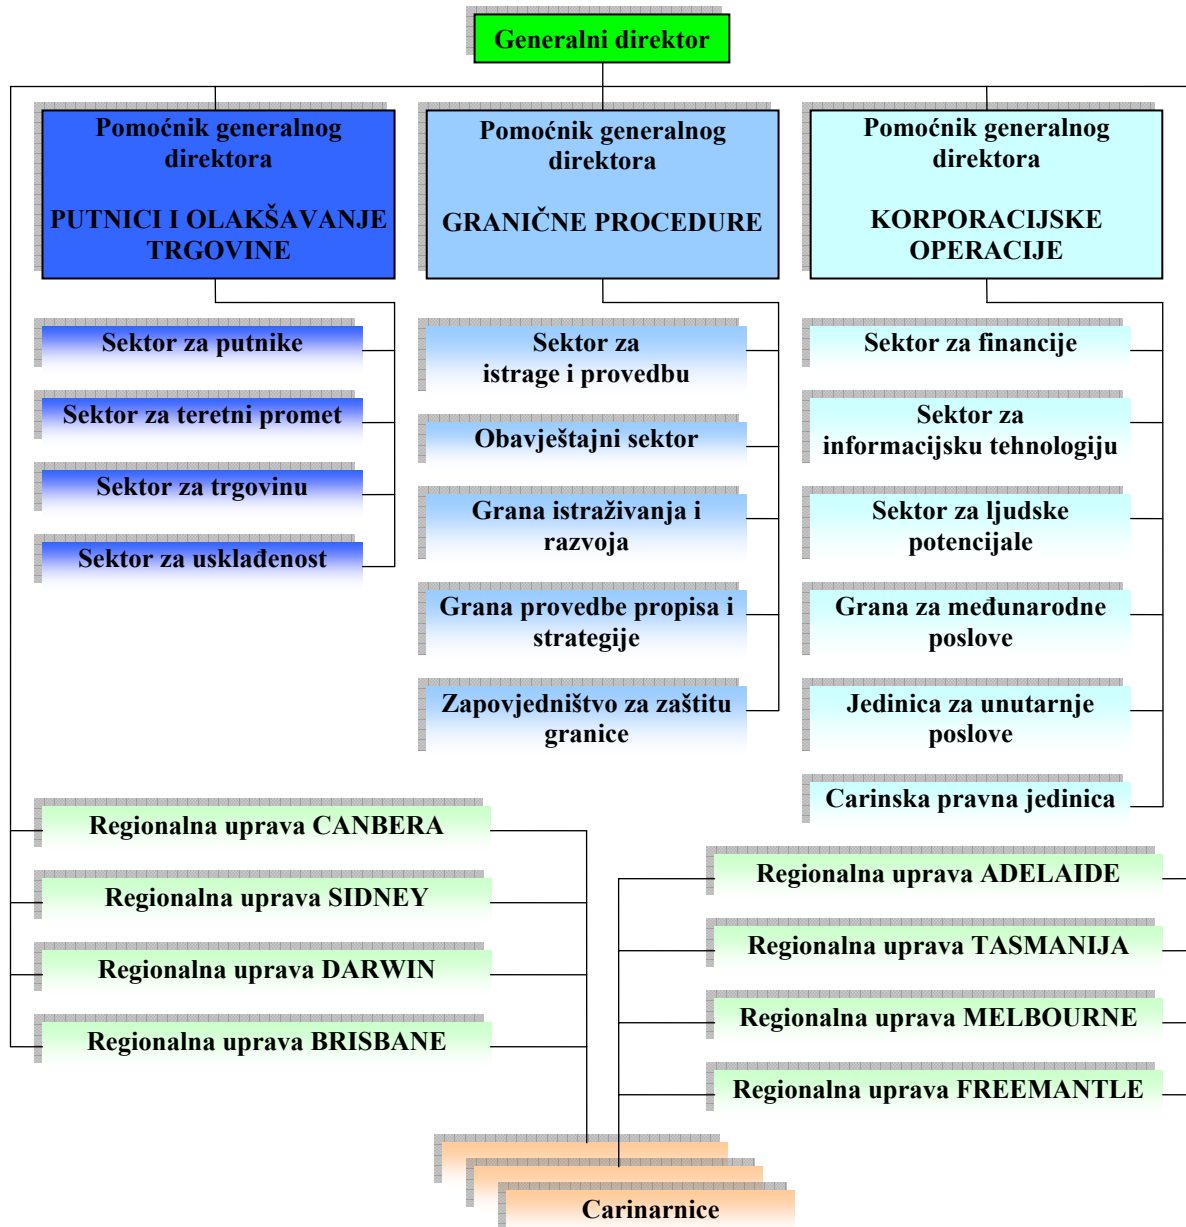 Generalni direktor
Pomoćnik generalnog
direktora
PUTNICI I OLAKŠAVANJE
TRGOVINE
Pomoćnik generalnog
direktora
GRANIČNE PROCEDURE
Pomoćnik generalnog
direktora
KORPORACIJSKE
OPERACIJE
Sektor za putnike
Sektor za teretni promet
Sektor za trgovinu
Sektor za usklađenost
Sektor za
istrage i provedbu
Obavještajni sektor
Grana istraživanja i
razvoja
Grana provedbe propisa i
strategije
Zapovjedništvo za zaštitu
granice
Sektor za financije
Sektor za
informacijsku tehnologiju
Sektor za ljudske
potencijale
Grana za međunarodne
poslove
Jedinica za unutarnje
poslove
Carinska pravna jedinica
Regionalna uprava CANBERA
Regionalna uprava SIDNEY
Regionalna uprava DARWIN
Regionalna uprava BRISBANE
Regionalna uprava ADELAIDE
Regionalna uprava TASMANIJA
Regionalna uprava MELBOURNE
Regionalna uprava FREEMANTLE
Carinarnice